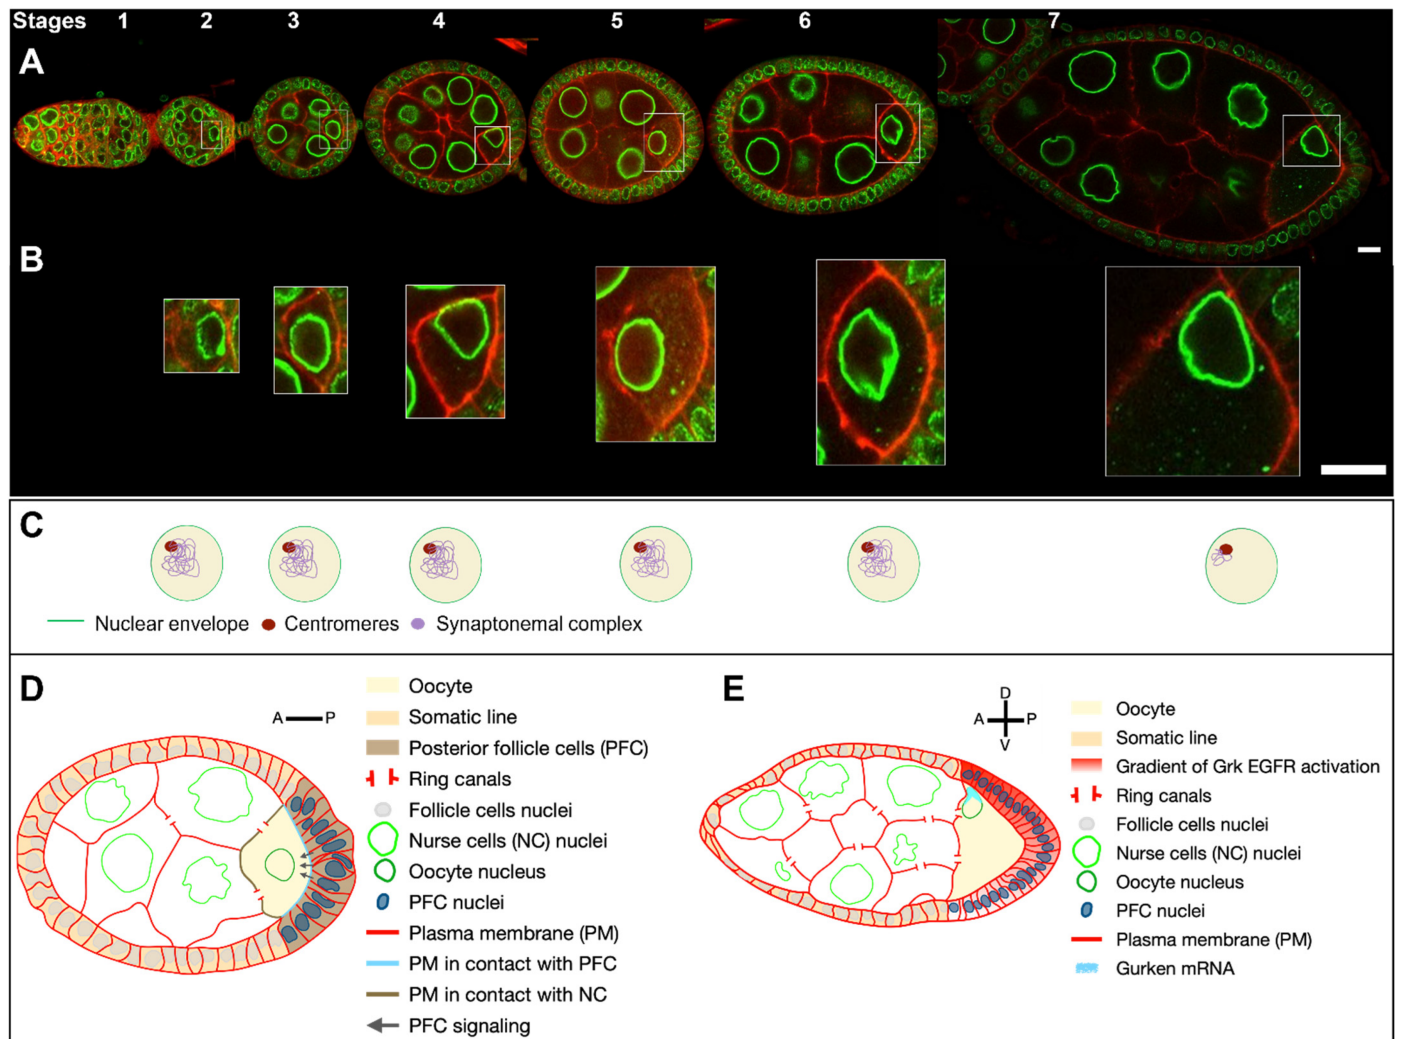 Stages 1 2 3 4 5 6 7
A
B
C
Nuclear envelope Centromeres Synaptonemal complex
D
A P
Oocyte
Somatic line
Posterior follicle cells (PFC)
Ring canals
Follicle cells nuclei
Nurse cells (NC) nuclei
Oocyte nucleus
PFC nuclei
Plasma membrane (PM)
PM in contact with PFC
PM in contact with NC
PFC signaling
E
D
A P
V
Oocyte
Somatic line
Gradient of Grk EGFR activation
Ring canals
Follicle cells nuclei
Nurse cells (NC) nuclei
Oocyte nucleus
PFC nuclei
Plasma membrane (PM)
Gurken mRNA